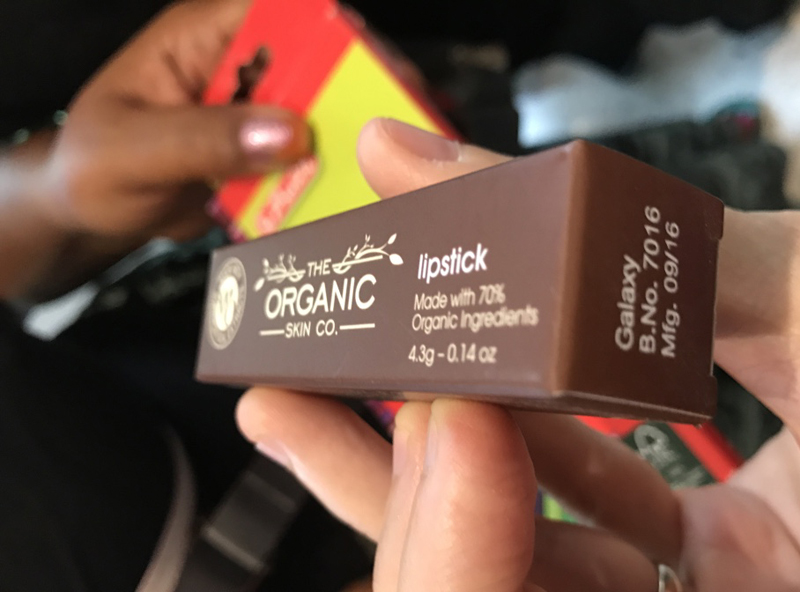 THE
ORGANIC
SKIN CO.
lipstick
Made with 70%
Organic Ingredients
4.3g - 0.14 oz
Galaxy
B.No. 7016
Mfg. 09/16